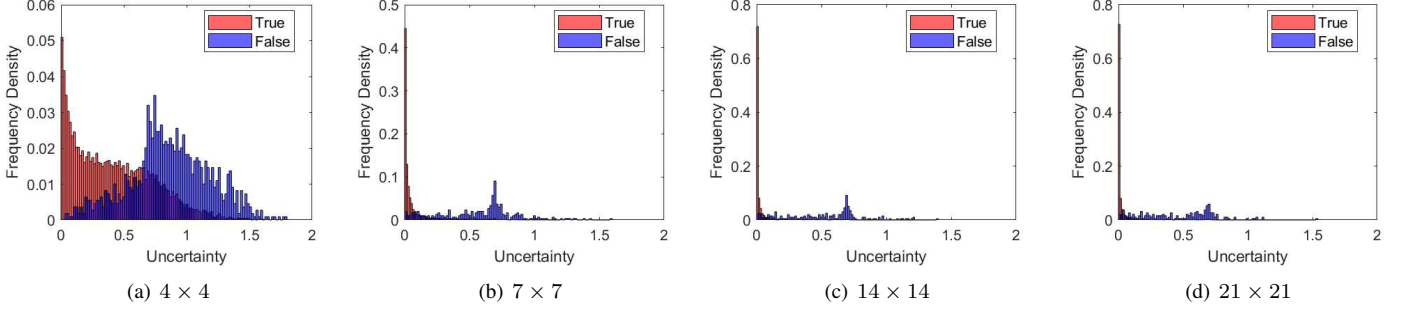 0.06
0.05
0.04
0.03
0.02
0.01
0
Frequency Density
0
0.5
1
1.5
2
Uncertainty
True
False
(a) 4 × 4
0.5
0.4
0.3
0.2
0.1
0
Frequency Density
0
0.5
1
1.5
2
Uncertainty
True
False
(b) 7 × 7
0.8
0.6
0.4
0.2
0
Frequency Density
0
0.5
1
1.5
2
Uncertainty
True
False
(c) 14 × 14
0.8
0.6
0.4
0.2
0
Frequency Density
0
0.5
1
1.5
2
Uncertainty
True
False
(d) 21 × 21